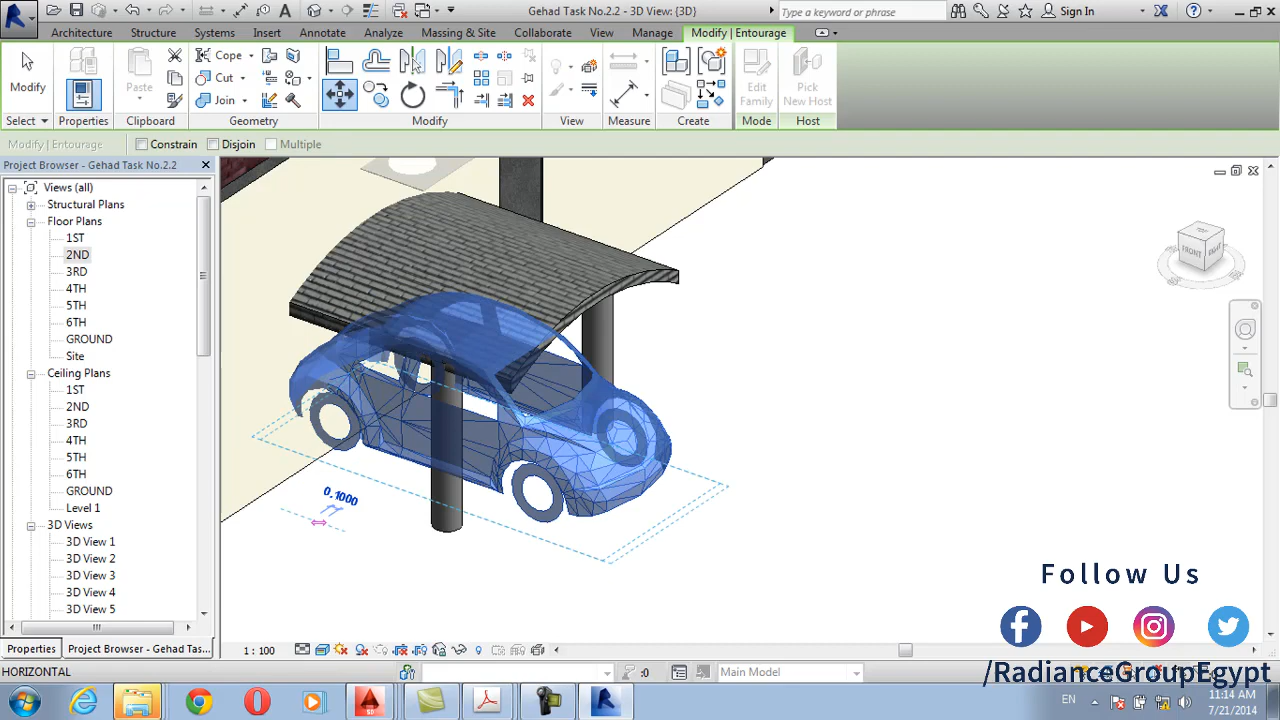 Gehad Task No.2.2 - 3D View: {3D}
Type a keyword or phrase
Sign In
Architecture
Structure
Systems
Insert
Annotate
Analyze
Massing & Site
Collaborate
View
Manage
Modify | Entourage
Modify
Paste
Cope
Cut
Join
Edit
Family
Pick
New Host
Select
Properties
Clipboard
Geometry
Modify
View
Measure
Create
Mode
Host
Modify | Entourage
Constrain
Disjoin
Multiple
Project Browser - Gehad Task No.2.2
Views (all)
Structural Plans
Floor Plans
1ST
2ND
3RD
4TH
5TH
6TH
GROUND
Site
Ceiling Plans
1ST
2ND
3RD
4TH
5TH
6TH
GROUND
Level 1
3D Views
3D View 1
3D View 2
3D View 3
3D View 4
3D View 5
Properties
Project Browser - Gehad Tas...
0.1000
FRONT
RIGHT
Follow Us
/RadianceGroupEgypt
1 : 100
HORIZONTAL
:0
Main Model
EN
11:14 AM
7/21/2014